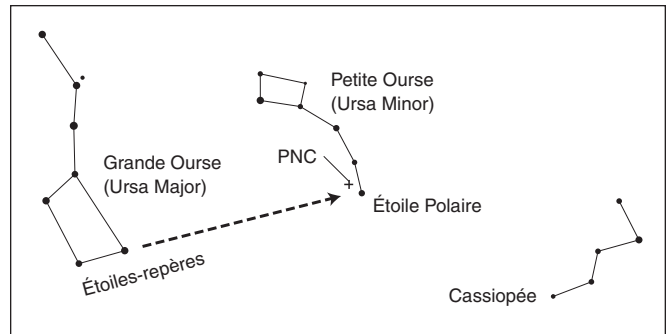 Petite Ourse
(Ursa Minor)
PNC
Grande Ourse
(Ursa Major)
Étoile Polaire
Étoiles-repères
Cassiopée